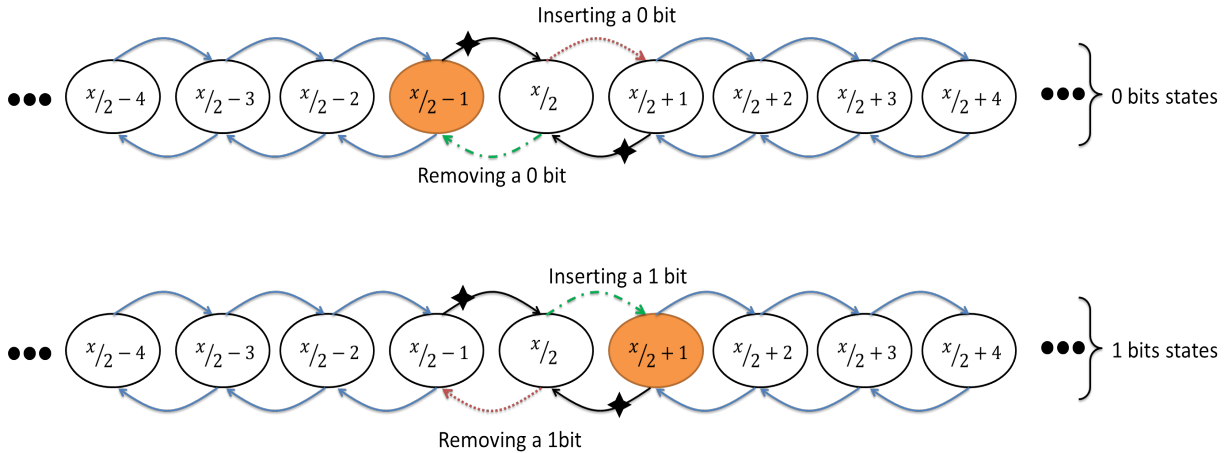 Inserting a 0 bit
x/2 − 4 x/2 − 3 x/2 − 2 x/2 − 1 x/2 x/2 + 1 x/2 + 2 x/2 + 3 x/2 + 4
0 bits states
Removing a 0 bit
Inserting a 1 bit
x/2 − 4 x/2 − 3 x/2 − 2 x/2 − 1 x/2 x/2 + 1 x/2 + 2 x/2 + 3 x/2 + 4
1 bits states
Removing a 1bit